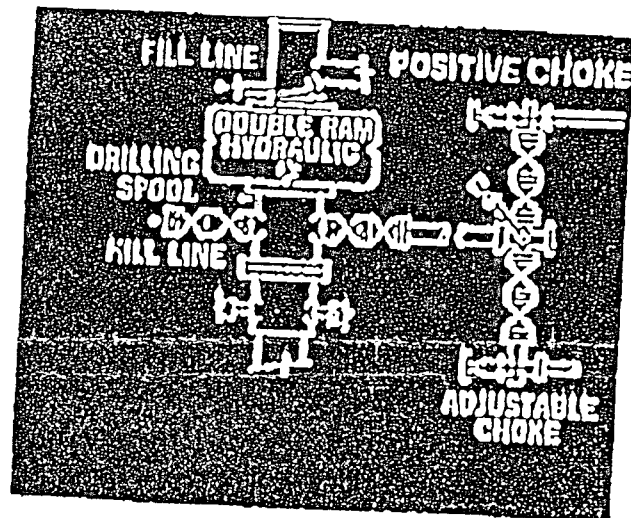 FILL LINE
POSITIVE CHOKE
DOUBLE RAM
HYDRAULIC
DRILLING
SPOOL
KILL LINE
ADJUSTABLE
CHOKE